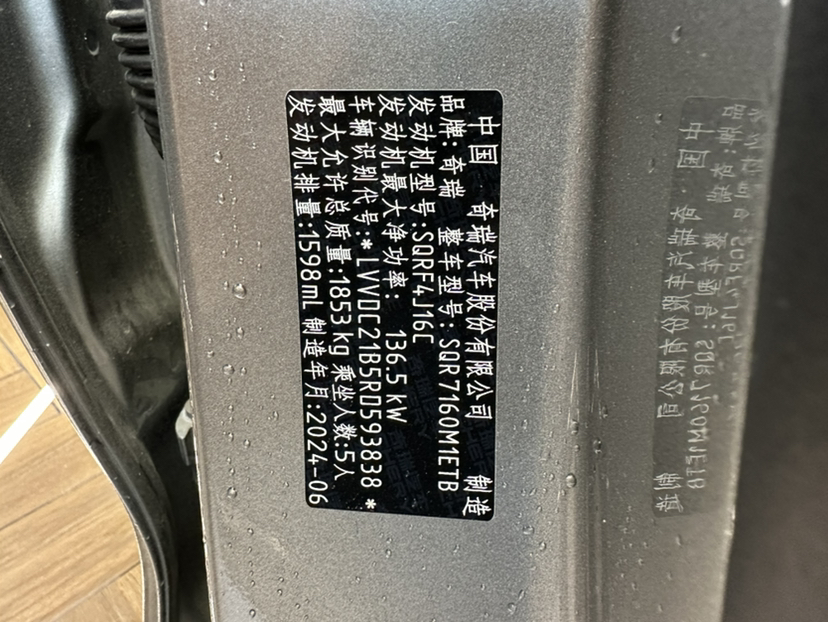 中国 奇瑞汽车股份有限公司 制造
品牌:奇瑞 整车型号:SQR7160M1ETB
发动机型号:SQRF4J16C
发动机最大净功率: 136.5 kW
车辆识别代号:*LVVDC21B5RD593838*
最大允许总质量:1853 kg 乘坐人数:5人
发动机排量:1598mL 制造年月:2024-06